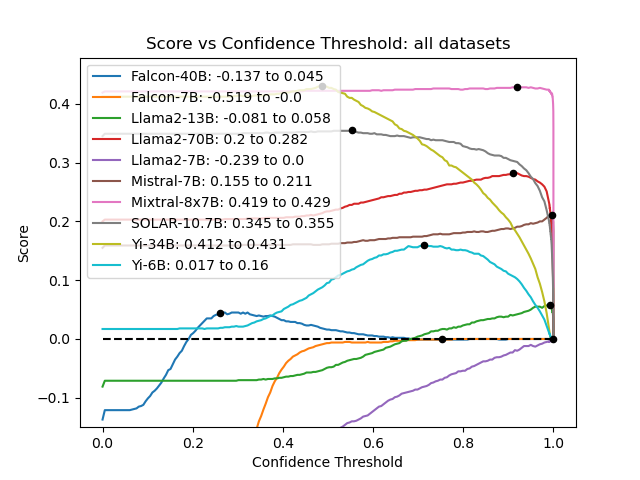 Score vs Confidence Threshold: all datasets
Falcon-40B: -0.137 to 0.045
Falcon-7B: -0.519 to -0.0
Llama2-13B: -0.081 to 0.058
Llama2-70B: 0.2 to 0.282
Llama2-7B: -0.239 to 0.0
Mistral-7B: 0.155 to 0.211
Mixtral-8x7B: 0.419 to 0.429
SOLAR-10.7B: 0.345 to 0.355
Yi-34B: 0.412 to 0.431
Yi-6B: 0.017 to 0.16
Score
0.4
0.3
0.2
0.1
0.0
−0.1
0.0 0.2 0.4 0.6 0.8 1.0
Confidence Threshold